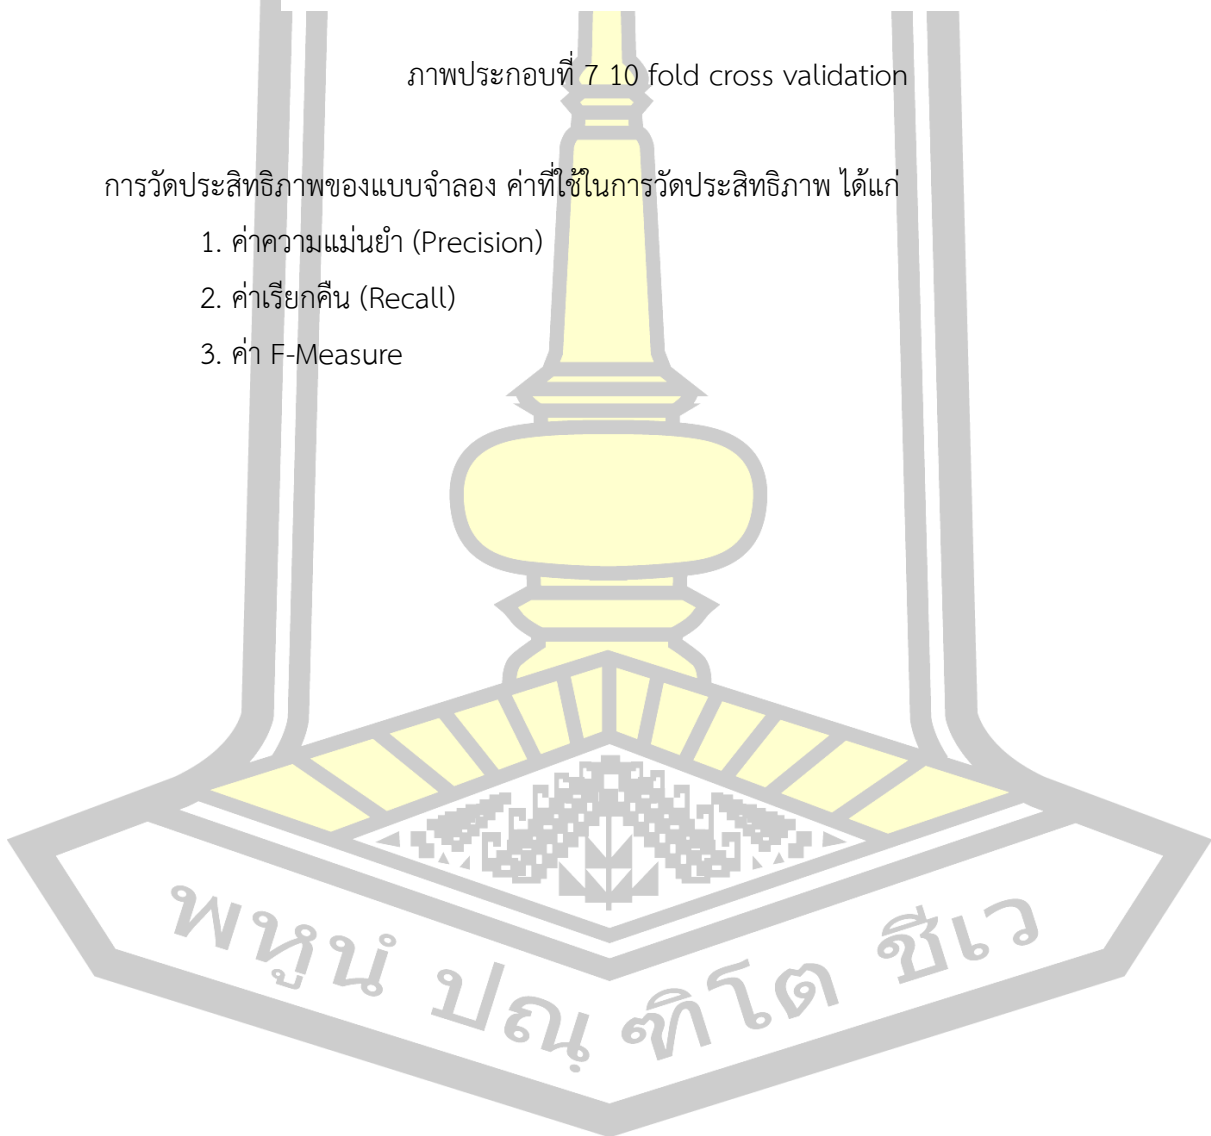 ภาพประกอบที่ 7 10 fold cross validation
การวัดประสิทธิภาพของแบบจำลอง ค่าที่ใช้ในการวัดประสิทธิภาพ ได้แก่
1. ค่าความแม่นยำ (Precision)
2. ค่าเรียกคืน (Recall)
3. ค่า F-Measure
พหูนํ ปณฺฑิโต ชีเว